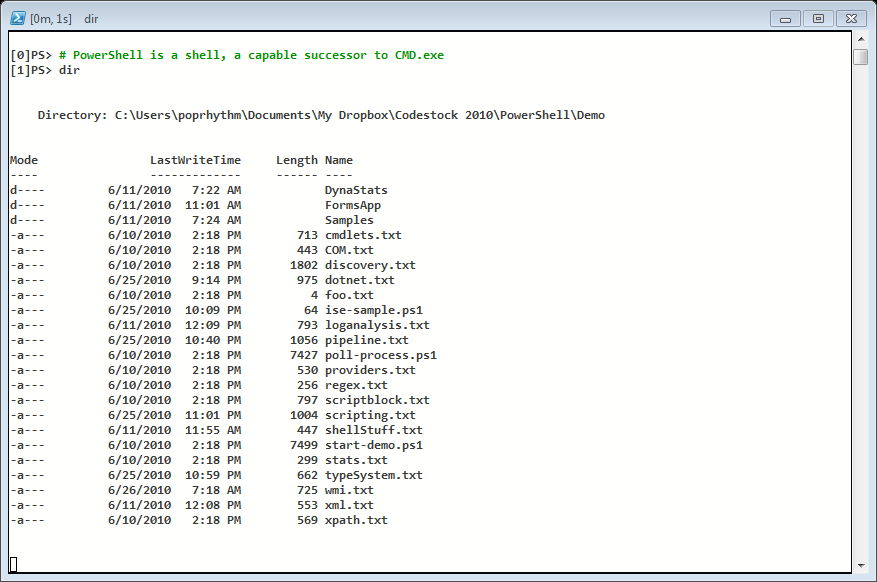 [0m, 1s] dir
[0]PS> # PowerShell is a shell, a capable successor to CMD.exe
[1]PS> dir
Directory: C:\Users\poprhythm\Documents\My Dropbox\Codestock 2010\PowerShell\Demo
Mode LastWriteTime Length Name
---- ------------- ------ ----
d---- 6/11/2010 7:22 AM DynaStats
d---- 6/11/2010 11:01 AM FormsApp
d---- 6/11/2010 7:24 AM Samples
-a--- 6/10/2010 2:18 PM 713 cmdlets.txt
-a--- 6/10/2010 2:18 PM 443 COM.txt
-a--- 6/10/2010 2:18 PM 1802 discovery.txt
-a--- 6/25/2010 9:14 PM 975 dotnet.txt
-a--- 6/10/2010 2:18 PM 4 foo.txt
-a--- 6/25/2010 10:09 PM 64 ise-sample.ps1
-a--- 6/11/2010 12:09 PM 793 loganalysis.txt
-a--- 6/25/2010 10:40 PM 1056 pipeline.txt
-a--- 6/10/2010 2:18 PM 7427 poll-process.ps1
-a--- 6/10/2010 2:18 PM 530 providers.txt
-a--- 6/10/2010 2:18 PM 256 regex.txt
-a--- 6/10/2010 2:18 PM 797 scriptblock.txt
-a--- 6/25/2010 11:01 PM 1004 scripting.txt
-a--- 6/11/2010 11:55 AM 447 shellStuff.txt
-a--- 6/10/2010 2:18 PM 7499 start-demo.ps1
-a--- 6/10/2010 2:18 PM 299 stats.txt
-a--- 6/25/2010 10:59 PM 662 typeSystem.txt
-a--- 6/26/2010 7:18 AM 725 wmi.txt
-a--- 6/11/2010 12:08 PM 553 xml.txt
-a--- 6/10/2010 2:18 PM 569 xpath.txt